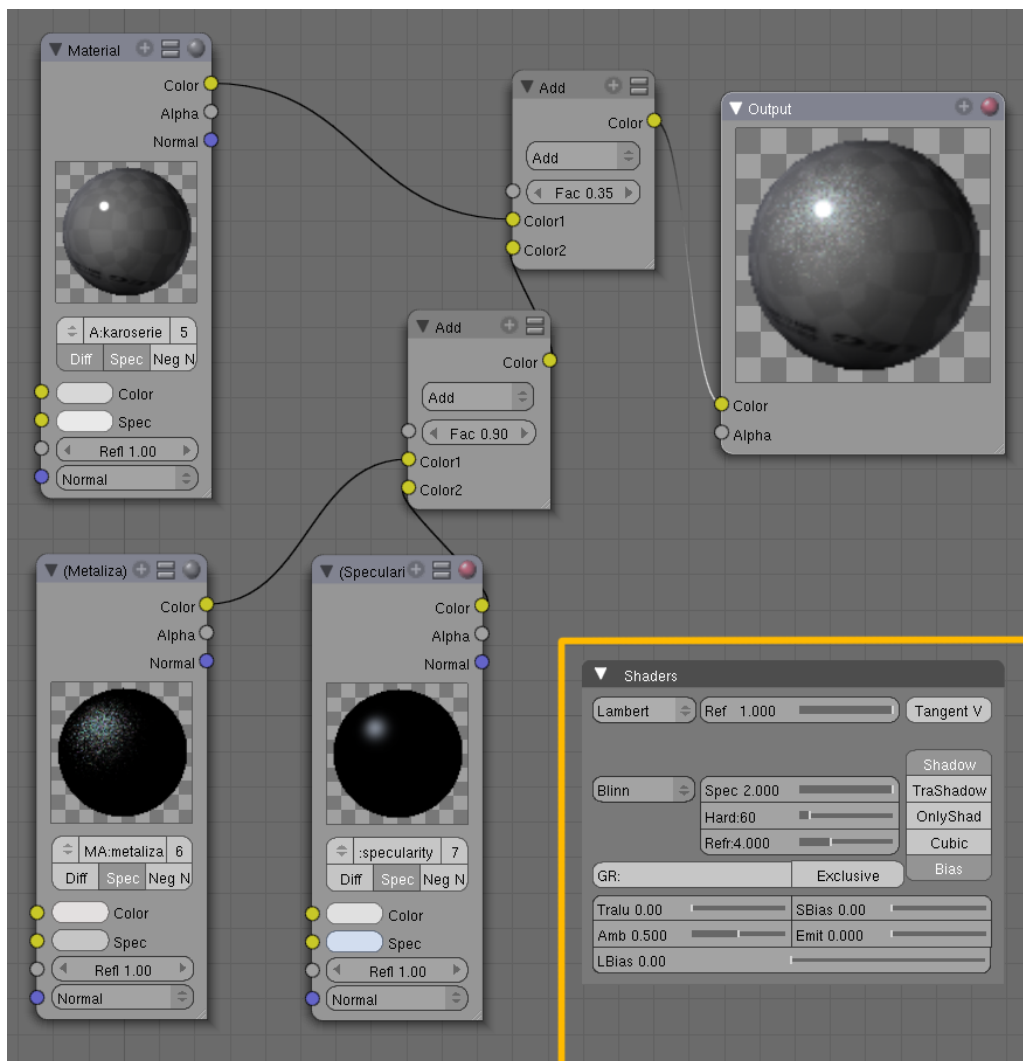 Material
Color
Alpha
Normal
A:karoserie 5
Diff Spec Neg N
Color
Spec
Refl 1.00
Normal
Add
Color
Add
Fac 0.35
Color1
Color2
Output
Color
Alpha
Add
Color
Add
Fac 0.90
Color1
Color2
(Metaliza)
Color
Alpha
Normal
MA:metaliza 6
Diff Spec Neg N
Color
Spec
Refl 1.00
Normal
(Speculari
Color
Alpha
Normal
:specularity 7
Diff Spec Neg N
Color
Spec
Refl 1.00
Normal
Shaders
Lambert Ref 1.000 Tangent V
Shadow
Blinn Spec 2.000 TraShadow
Hard:60 OnlyShad
Refr:4.000 Cubic
GR: Exclusive Bias
Tralu 0.00 SBias 0.00
Amb 0.500 Emit 0.000
LBias 0.00